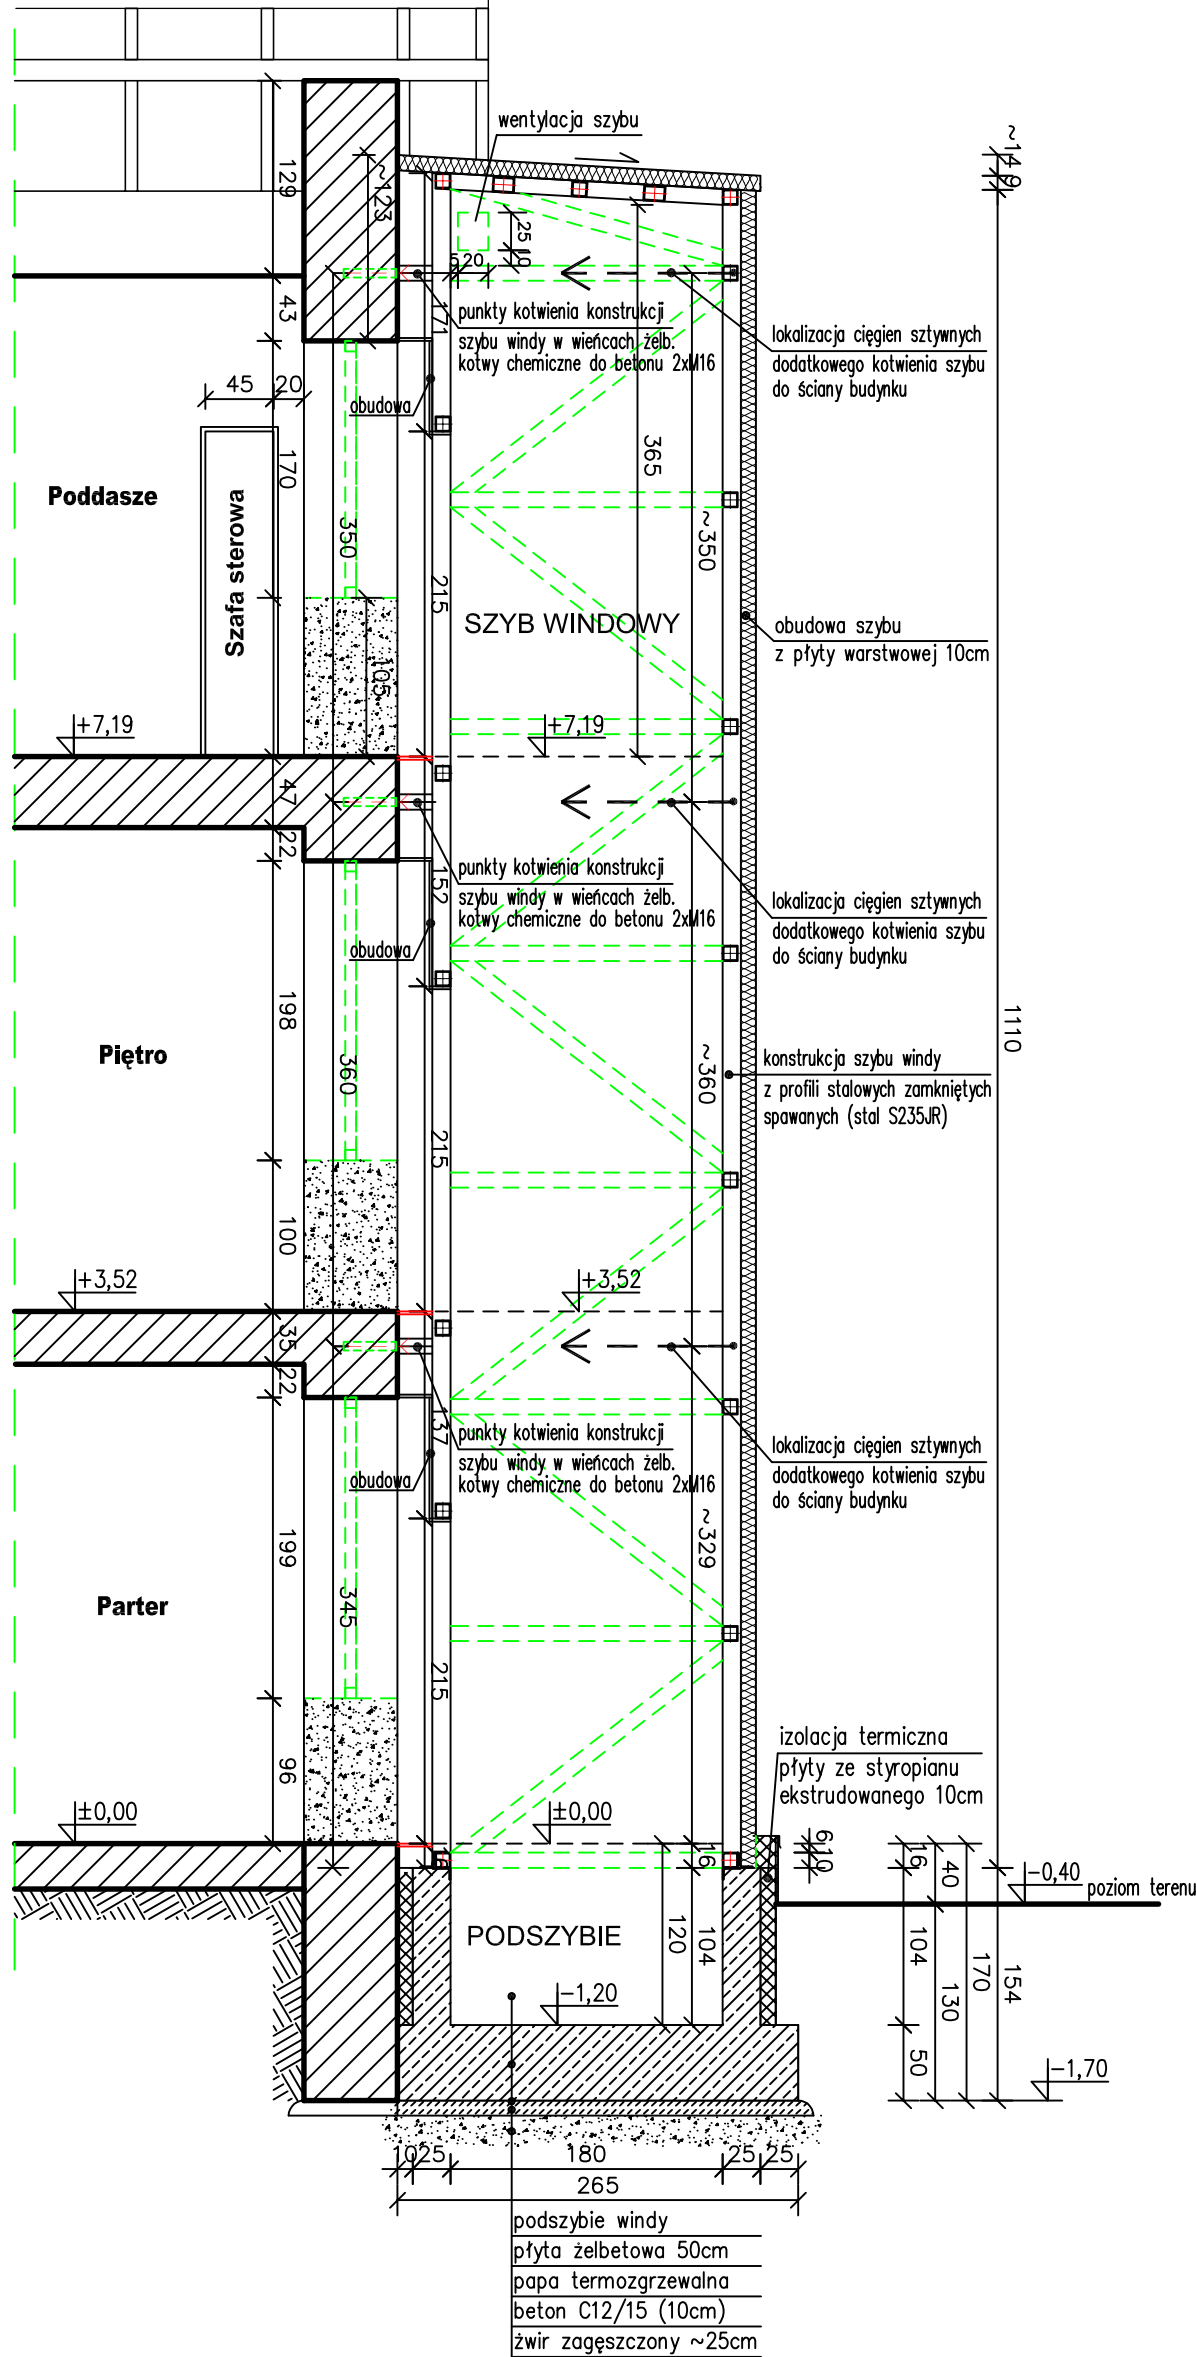 wentylacja szybu
~14
9
129
~123
25
10
5
20
171
punkty kotwienia konstrukcji
szybu windy w wieńcach żelb.
kotwy chemiczne do betonu 2xM16
lokalizacja cięgien sztywnych
dodatkowego kotwienia szybu
do ściany budynku
43
45
20
obudowa
365
170
Poddasze
Szafa sterowa
350
~350
215
SZYB WINDOWY
obudowa szybu
z płyty warstwowej 10cm
105
+7,19
+7,19
47
22
152
punkty kotwienia konstrukcji
szybu windy w wieńcach żelb.
kotwy chemiczne do betonu 2xM16
lokalizacja cięgien sztywnych
dodatkowego kotwienia szybu
do ściany budynku
obudowa
198
1110
Piętro
360
~360
konstrukcja szybu windy
z profili stalowych zamkniętych
spawanych (stal S235JR)
215
100
+3,52
+3,52
35
22
137
punkty kotwienia konstrukcji
szybu windy w wieńcach żelb.
kotwy chemiczne do betonu 2xM16
lokalizacja cięgien sztywnych
dodatkowego kotwienia szybu
do ściany budynku
obudowa
199
~329
Parter
345
215
izolacja termiczna
płyty ze styropianu
ekstrudowanego 10cm
96
±0,00
±0,00
6
10
16
16
40
-0,40
poziom terenu
PODSZYBIE
120
104
104
130
170
154
-1,20
50
-1,70
10
25
180
25
25
265
podszybie windy
płyta żelbetowa 50cm
papa termozgrzewalna
beton C12/15 (10cm)
żwir zagęszczony ~25cm